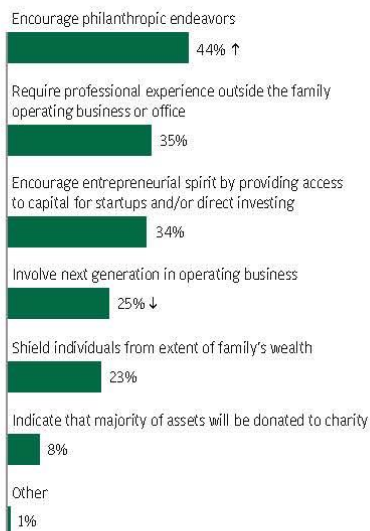 Encourage philanthropic endeavors
44% ↑
Require professional experience outside the family
operating business or office
35%
Encourage entrepreneurial spirit by providing access
to capital for startups and/or direct investing
34%
Involve next generation in operating business
25% ↓
Shield individuals from extent of family's wealth
23%
Indicate that majority of assets will be donated to charity
8%
Other
1%